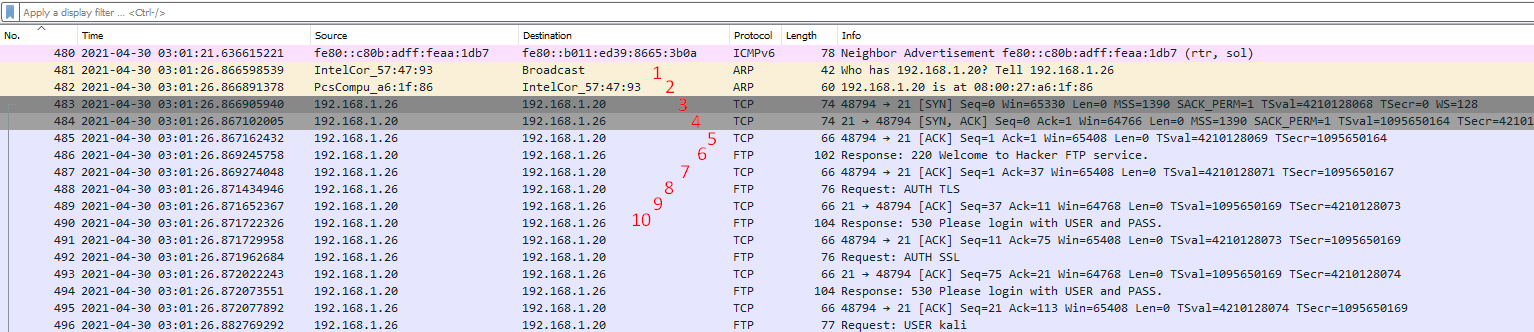 Apply a display filter ... <Ctrl-/>
No. Time Source Destination Protocol Length Info
480 2021-04-30 03:01:21.636615221 fe80::c80b:adff:feaa:1db7 fe80::b011:ed39:8665:3b0a ICMPv6 78 Neighbor Advertisement fe80::c80b:adff:feaa:1db7 (rtr, sol)
481 2021-04-30 03:01:26.866598539 IntelCor_57:47:93 Broadcast 1 ARP 42 Who has 192.168.1.20? Tell 192.168.1.26
482 2021-04-30 03:01:26.866891378 PcsCompu_a6:1f:86 IntelCor_57:47:93 2 ARP 60 192.168.1.20 is at 08:00:27:a6:1f:86
483 2021-04-30 03:01:26.866905940 192.168.1.26 192.168.1.20 3 TCP 74 48794 → 21 [SYN] Seq=0 Win=65330 Len=0 MSS=1390 SACK_PERM=1 TSval=4210128068 TSecr=0 WS=128
484 2021-04-30 03:01:26.867102005 192.168.1.20 192.168.1.26 4 TCP 74 21 → 48794 [SYN, ACK] Seq=0 Ack=1 Win=64766 Len=0 MSS=1390 SACK_PERM=1 TSval=1095650164 TSecr=42101
485 2021-04-30 03:01:26.867162432 192.168.1.26 192.168.1.20 5 TCP 66 48794 → 21 [ACK] Seq=1 Ack=1 Win=65408 Len=0 TSval=4210128069 TSecr=1095650164
486 2021-04-30 03:01:26.869245758 192.168.1.20 192.168.1.26 6 FTP 102 Response: 220 Welcome to Hacker FTP service.
487 2021-04-30 03:01:26.869274048 192.168.1.26 192.168.1.20 7 TCP 66 48794 → 21 [ACK] Seq=1 Ack=37 Win=65408 Len=0 TSval=4210128071 TSecr=1095650167
488 2021-04-30 03:01:26.871434946 192.168.1.26 192.168.1.20 8 FTP 76 Request: AUTH TLS
489 2021-04-30 03:01:26.871652367 192.168.1.20 192.168.1.26 9 TCP 66 21 → 48794 [ACK] Seq=37 Ack=11 Win=64768 Len=0 TSval=1095650169 TSecr=4210128073
490 2021-04-30 03:01:26.871722326 192.168.1.20 192.168.1.26 10 FTP 104 Response: 530 Please login with USER and PASS.
491 2021-04-30 03:01:26.871729958 192.168.1.26 192.168.1.20 TCP 66 48794 → 21 [ACK] Seq=11 Ack=75 Win=65408 Len=0 TSval=4210128073 TSecr=1095650169
492 2021-04-30 03:01:26.871962684 192.168.1.26 192.168.1.20 FTP 76 Request: AUTH SSL
493 2021-04-30 03:01:26.872022243 192.168.1.20 192.168.1.26 TCP 66 21 → 48794 [ACK] Seq=75 Ack=21 Win=64768 Len=0 TSval=1095650169 TSecr=4210128074
494 2021-04-30 03:01:26.872073551 192.168.1.20 192.168.1.26 FTP 104 Response: 530 Please login with USER and PASS.
495 2021-04-30 03:01:26.872077892 192.168.1.26 192.168.1.20 TCP 66 48794 → 21 [ACK] Seq=21 Ack=113 Win=65408 Len=0 TSval=4210128074 TSecr=1095650169
496 2021-04-30 03:01:26.882769292 192.168.1.26 192.168.1.20 FTP 77 Request: USER kali